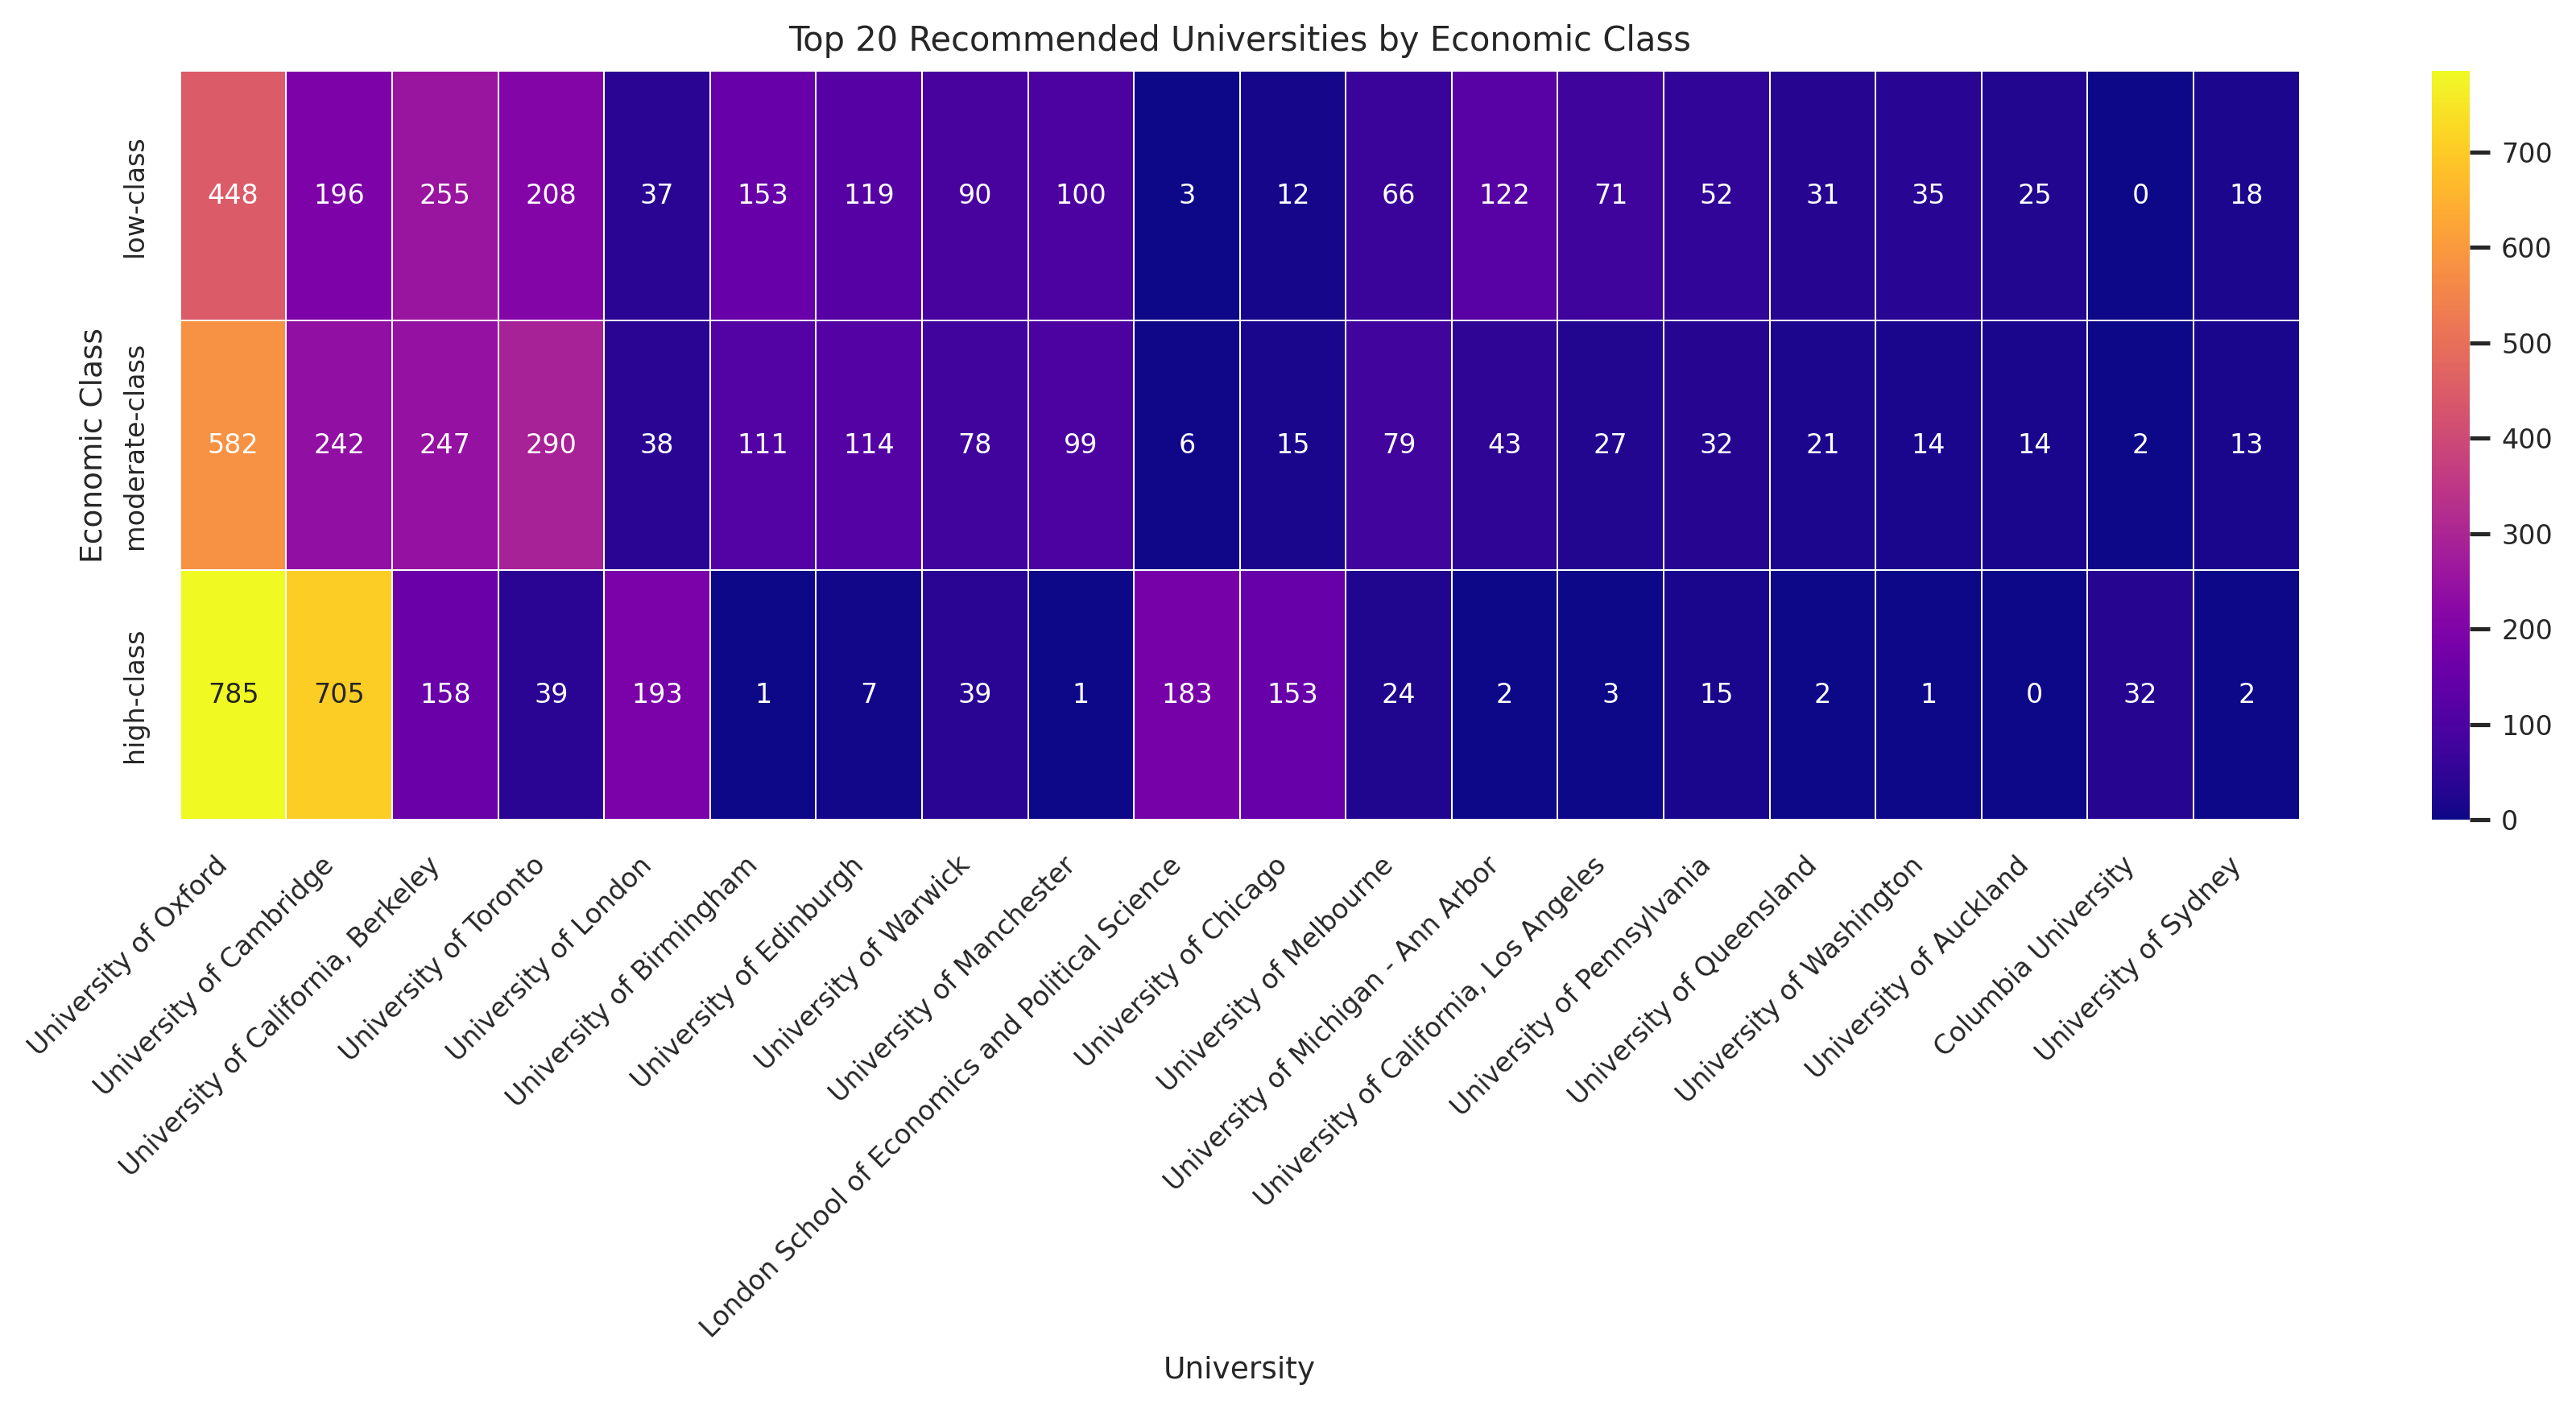 Top 20 Recommended Universities by Economic Class
Economic Class
low-class
448 196 255 208 37 153 119 90 100 3 12 66 122 71 52 31 35 25 0 18
moderate-class
582 242 247 290 38 111 114 78 99 6 15 79 43 27 32 21 14 14 2 13
high-class
785 705 158 39 193 1 7 39 1 183 153 24 2 3 15 2 1 0 32 2
University of Oxford
University of Cambridge
University of California, Berkeley
University of Toronto
University of London
University of Birmingham
University of Edinburgh
University of Warwick
University of Manchester
London School of Economics and Political Science
University of Chicago
University of Melbourne
University of Michigan - Ann Arbor
University of California, Los Angeles
University of Pennsylvania
University of Queensland
University of Washington
University of Auckland
Columbia University
University of Sydney
University
700
600
500
400
300
200
100
0